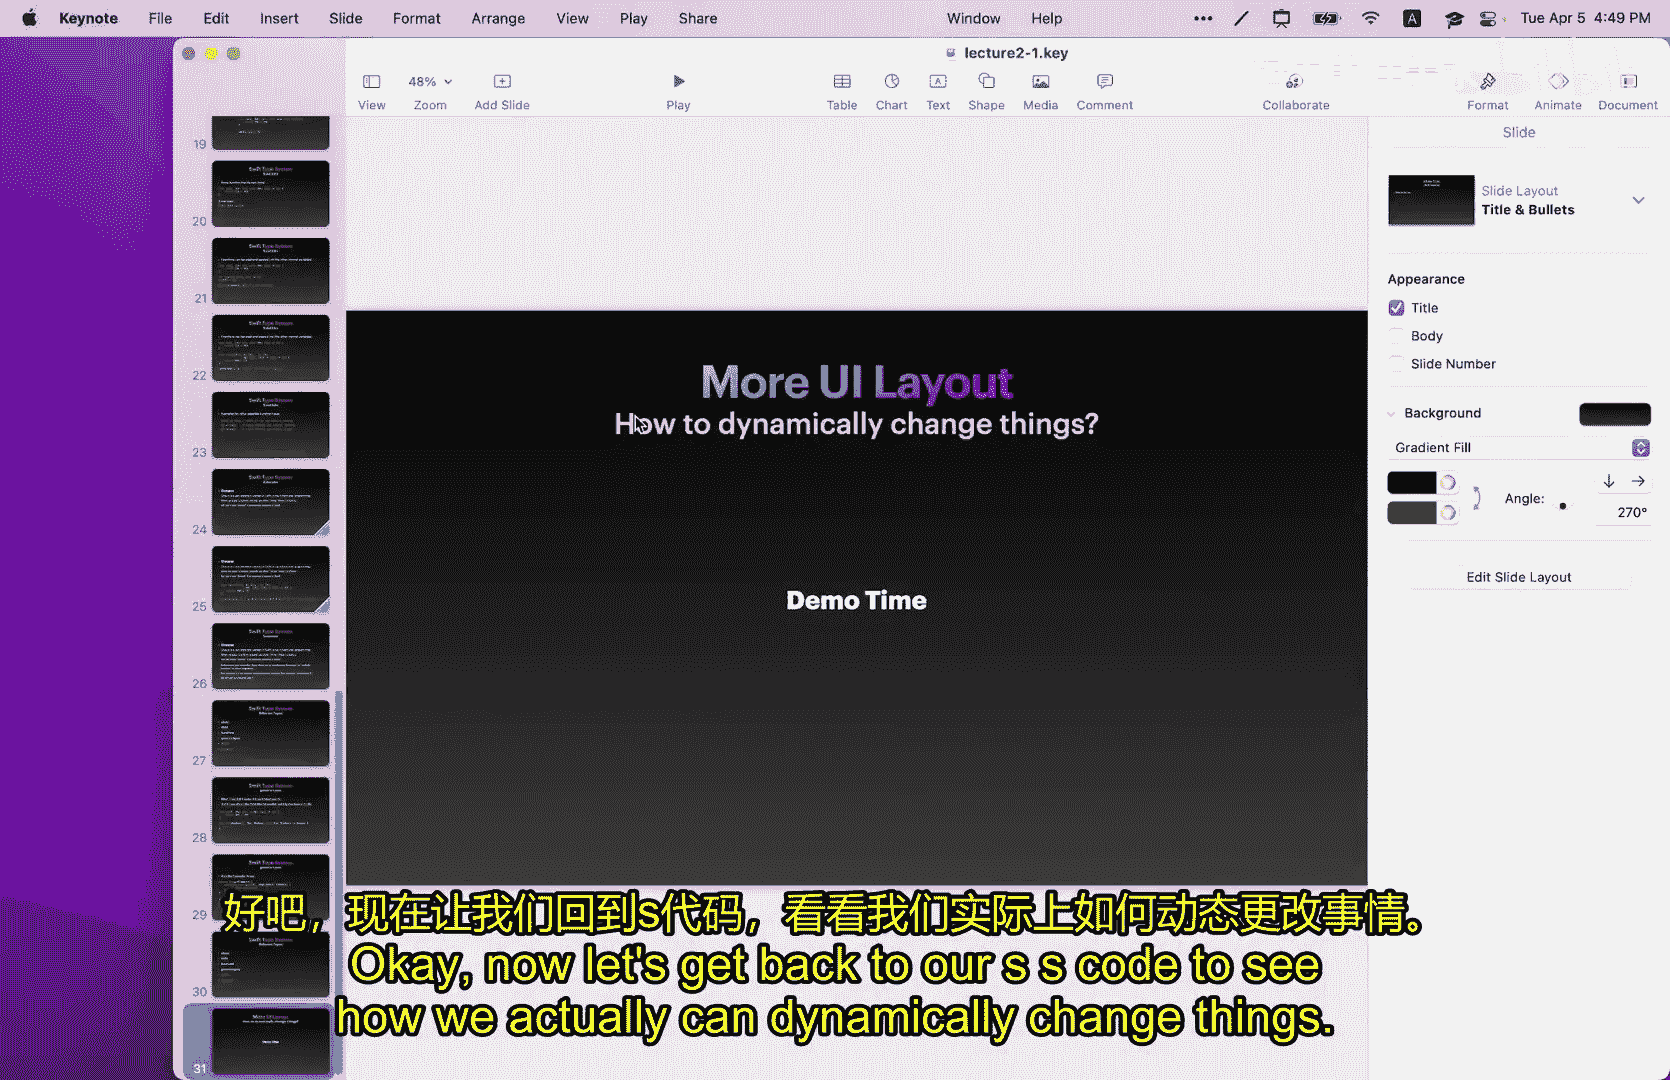 Keynote File Edit Insert Slide Format Arrange View Play Share Window Help Tue Apr 5 4:49 PM
lecture2-1.key
48%
View Zoom Add Slide Play Table Chart Text Shape Media Comment Collaborate Format Animate Document
Slide
Slide Layout
Title & Bullets
Appearance
Title
Body
Slide Number
Background
Gradient Fill
Angle:
270°
Edit Slide Layout
19
20
21
22
23
24
25
26
27
28
29
30
31
More UI Layout
How to dynamically change things?
Demo Time
好吧，现在让我们回到s代码，看看我们实际上如何动态更改事情。
Okay, now let's get back to our s s code to see
how we actually can dynamically change things.